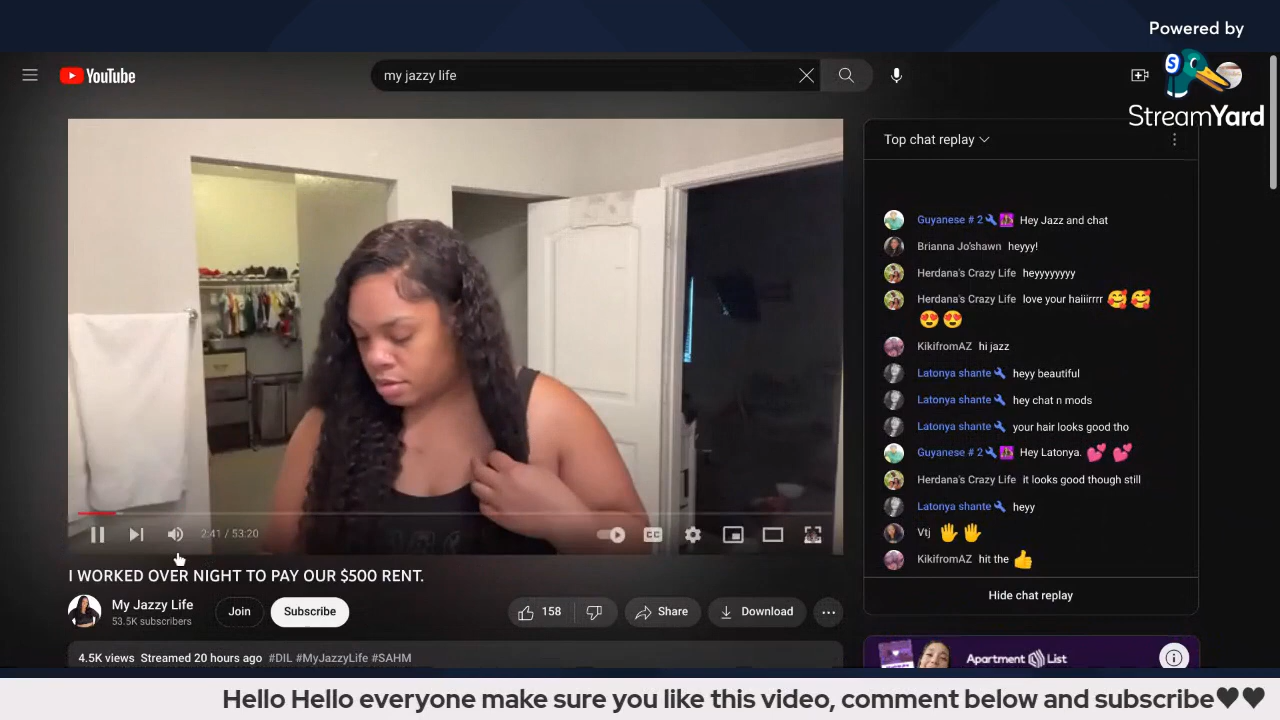 Powered by
StreamYard
YouTube
my jazzy life
Top chat replay
Guyanese # 2 Hey Jazz and chat
Brianna Jo'shawn heyyy!
Herdana's Crazy Life heyyyyyyyy
Herdana's Crazy Life love your haiiirrrr 🥰 🥰
😍 😍
KikifromAZ hi jazz
Latonya shante heyy beautiful
Latonya shante hey chat n mods
Latonya shante your hair looks good tho
Guyanese # 2 Hey Latonya. 💕 💕
Herdana's Crazy Life it looks good though still
Latonya shante heyy
Vtj 🖐 🖐
KikifromAZ hit the 👍
Hide chat replay
2:41 / 53:20
I WORKED OVER NIGHT TO PAY OUR $500 RENT.
My Jazzy Life
53.5K subscribers
Join
Subscribe
158
Share
Download
4.5K views Streamed 20 hours ago #DIL #MyJazzyLife #SAHM
Apartment List
Hello Hello everyone make sure you like this video, comment below and subscribe♥♥